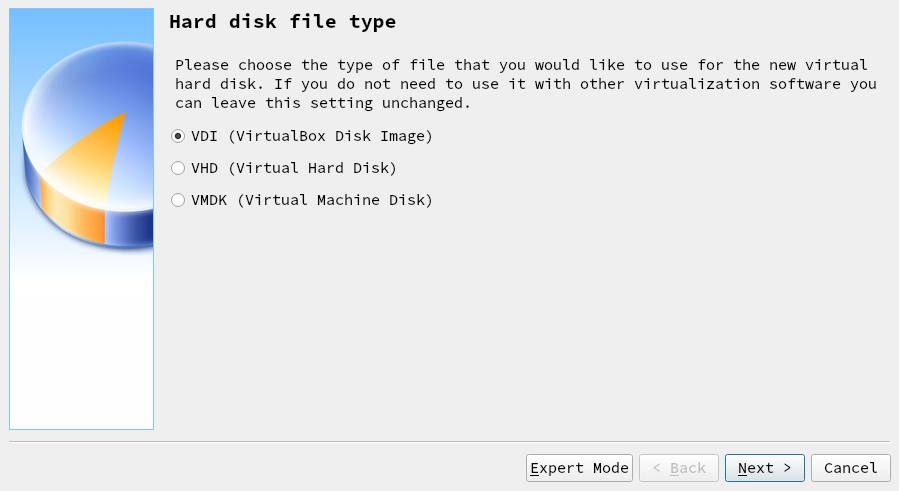 Hard disk file type
Please choose the type of file that you would like to use for the new virtual
hard disk. If you do not need to use it with other virtualization software you
can leave this setting unchanged.
VDI (VirtualBox Disk Image)
VHD (Virtual Hard Disk)
VMDK (Virtual Machine Disk)
Expert Mode < Back Next > Cancel